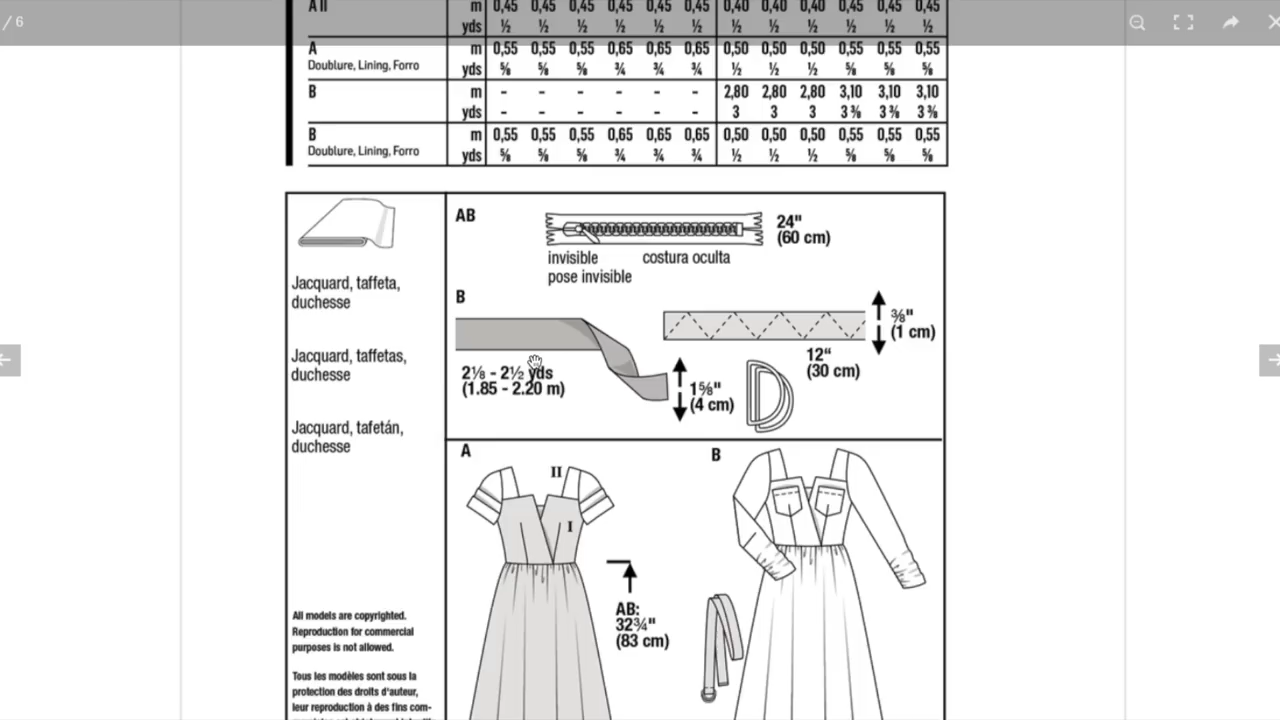 / 6
A II m 0,45 0,45 0,45 0,45 0,45 0,45 0,40 0,40 0,40 0,45 0,45 0,45
yds ½ ½ ½ ½ ½ ½ ½ ½ ½ ½ ½ ½
A m 0,55 0,55 0,55 0,65 0,65 0,65 0,50 0,50 0,50 0,55 0,55 0,55
Doublure, Lining, Forro yds ⅝ ⅝ ⅝ ¾ ¾ ¾ ½ ½ ½ ⅝ ⅝ ⅝
B m - - - - - - 2,80 2,80 2,80 3,10 3,10 3,10
yds - - - - - - 3 3 3 3 ⅜ 3 ⅜ 3 ⅜
B m 0,55 0,55 0,55 0,65 0,65 0,65 0,50 0,50 0,50 0,55 0,55 0,55
Doublure, Lining, Forro yds ⅝ ⅝ ⅝ ¾ ¾ ¾ ½ ½ ½ ⅝ ⅝ ⅝
Jacquard, taffeta,
duchesse
Jacquard, taffetas,
duchesse
Jacquard, tafetán,
duchesse
All models are copyrighted.
Reproduction for commercial
purposes is not allowed.
Tous les modèles sont sous la
protection des droits d'auteur,
leur reproduction à des fins com-
AB
24"
(60 cm)
invisible costura oculta
pose invisible
B
2⅛ - 2½ yds
(1.85 - 2.20 m)
1⅝"
(4 cm)
⅜"
(1 cm)
12“
(30 cm)
A
II
I
AB:
32¾"
(83 cm)
B